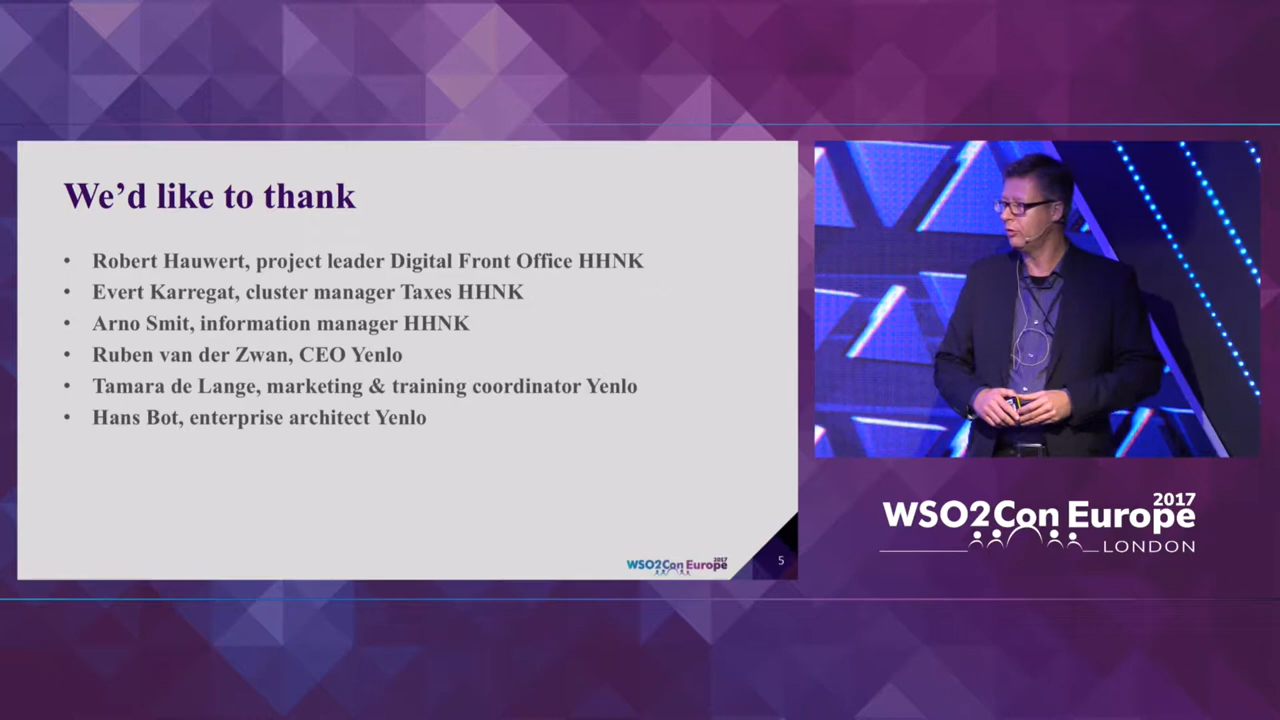 We'd like to thank
• Robert Hauwert, project leader Digital Front Office HHNK
• Evert Karregat, cluster manager Taxes HHNK
• Arno Smit, information manager HHNK
• Ruben van der Zwan, CEO Yenlo
• Tamara de Lange, marketing & training coordinator Yenlo
• Hans Bot, enterprise architect Yenlo
WSO2Con Europe 2017
5
2017
WSO2Con Europe
LONDON